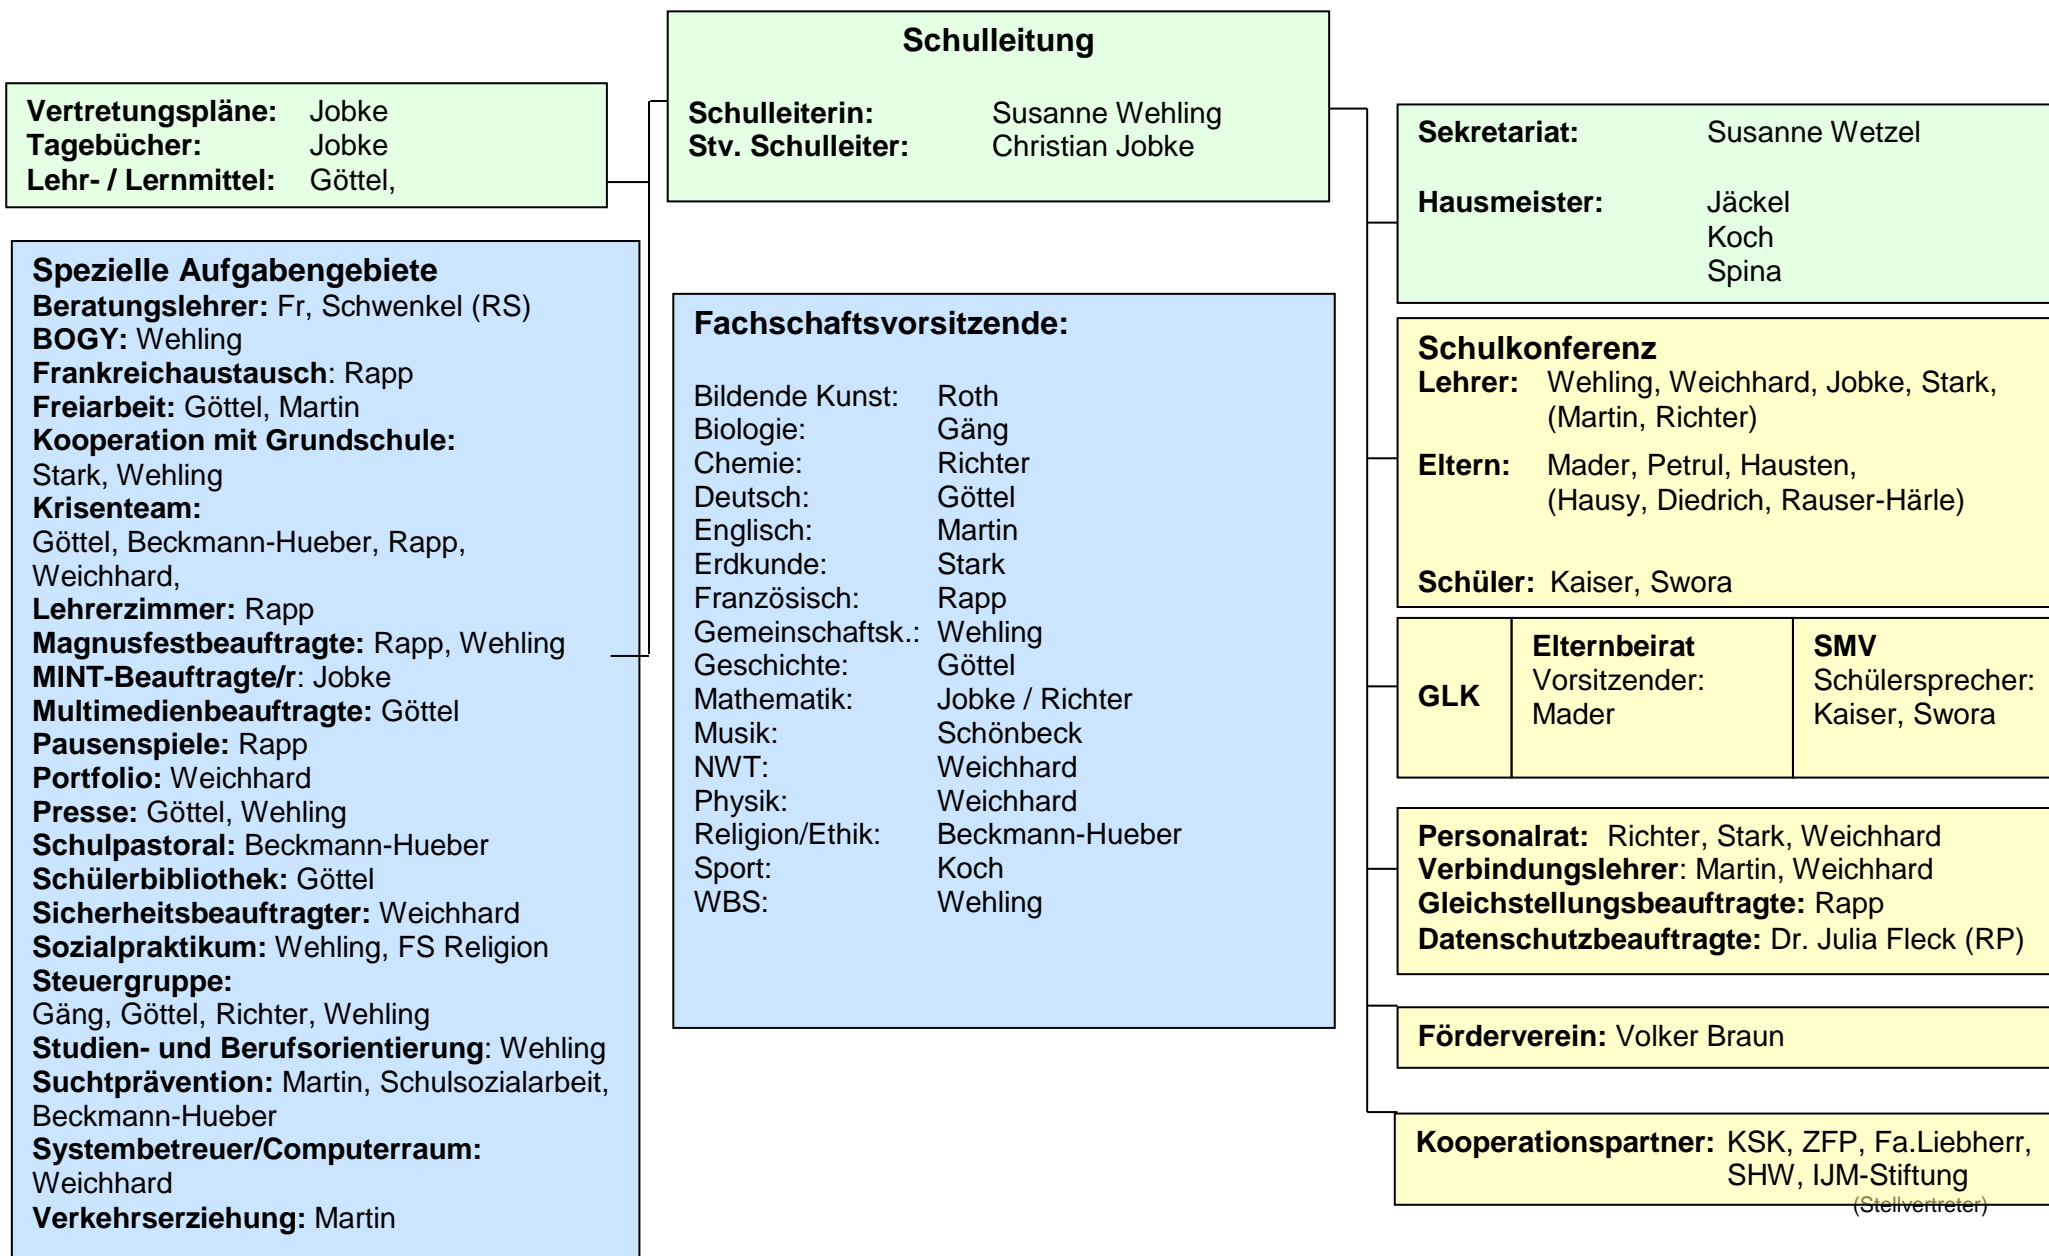 Schulleitung
Schulleiterin: Susanne Wehling
Stv. Schulleiter: Christian Jobke
Vertretungspläne: Jobke
Tagebücher: Jobke
Lehr- / Lernmittel: Göttel,
Spezielle Aufgabengebiete
Beratungslehrer: Fr, Schwenkel (RS)
BOGY: Wehling
Frankreichaustausch: Rapp
Freiarbeit: Göttel, Martin
Kooperation mit Grundschule:
Stark, Wehling
Krisenteam:
Göttel, Beckmann-Hueber, Rapp,
Weichhard,
Lehrerzimmer: Rapp
Magnusfestbeauftragte: Rapp, Wehling
MINT-Beauftragte/r: Jobke
Multimedienbeauftragte: Göttel
Pausenspiele: Rapp
Portfolio: Weichhard
Presse: Göttel, Wehling
Schulpastoral: Beckmann-Hueber
Schülerbibliothek: Göttel
Sicherheitsbeauftragter: Weichhard
Sozialpraktikum: Wehling, FS Religion
Steuergruppe:
Gäng, Göttel, Richter, Wehling
Studien- und Berufsorientierung: Wehling
Suchtprävention: Martin, Schulsozialarbeit,
Beckmann-Hueber
Systembetreuer/Computerraum:
Weichhard
Verkehrserziehung: Martin
Fachschaftsvorsitzende:
Bildende Kunst: Roth
Biologie: Gäng
Chemie: Richter
Deutsch: Göttel
Englisch: Martin
Erdkunde: Stark
Französisch: Rapp
Gemeinschaftsk.: Wehling
Geschichte: Göttel
Mathematik: Jobke / Richter
Musik: Schönbeck
NWT: Weichhard
Physik: Weichhard
Religion/Ethik: Beckmann-Hueber
Sport: Koch
WBS: Wehling
Sekretariat: Susanne Wetzel
Hausmeister: Jäckel
Koch
Spina
Schulkonferenz
Lehrer: Wehling, Weichhard, Jobke, Stark,
(Martin, Richter)
Eltern: Mader, Petrul, Hausten,
(Hausy, Diedrich, Rauser-Härle)
Schüler: Kaiser, Swora
GLK
Elternbeirat
Vorsitzender:
Mader
SMV
Schülersprecher:
Kaiser, Swora
Personalrat: Richter, Stark, Weichhard
Verbindungslehrer: Martin, Weichhard
Gleichstellungsbeauftragte: Rapp
Datenschutzbeauftragte: Dr. Julia Fleck (RP)
Förderverein: Volker Braun
Kooperationspartner: KSK, ZFP, Fa.Liebherr,
SHW, IJM-Stiftung
(Stellvertreter)